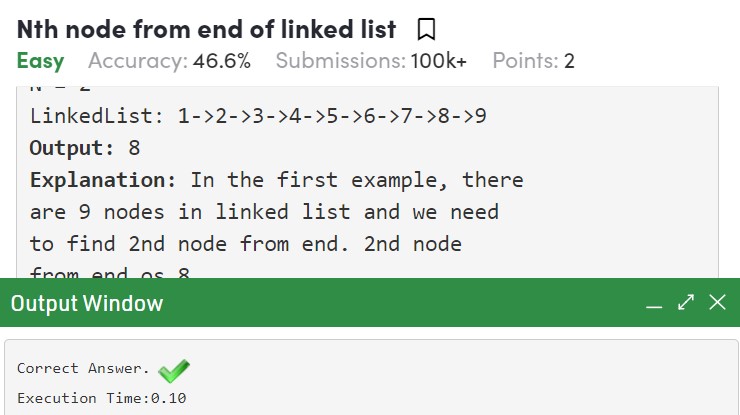 Nth node from end of linked list
Easy Accuracy: 46.6% Submissions: 100k+ Points: 2
N = 2
LinkedList: 1->2->3->4->5->6->7->8->9
Output: 8
Explanation: In the first example, there
are 9 nodes in linked list and we need
to find 2nd node from end. 2nd node
from end os 8
Output Window
Correct Answer.
Execution Time:0.10